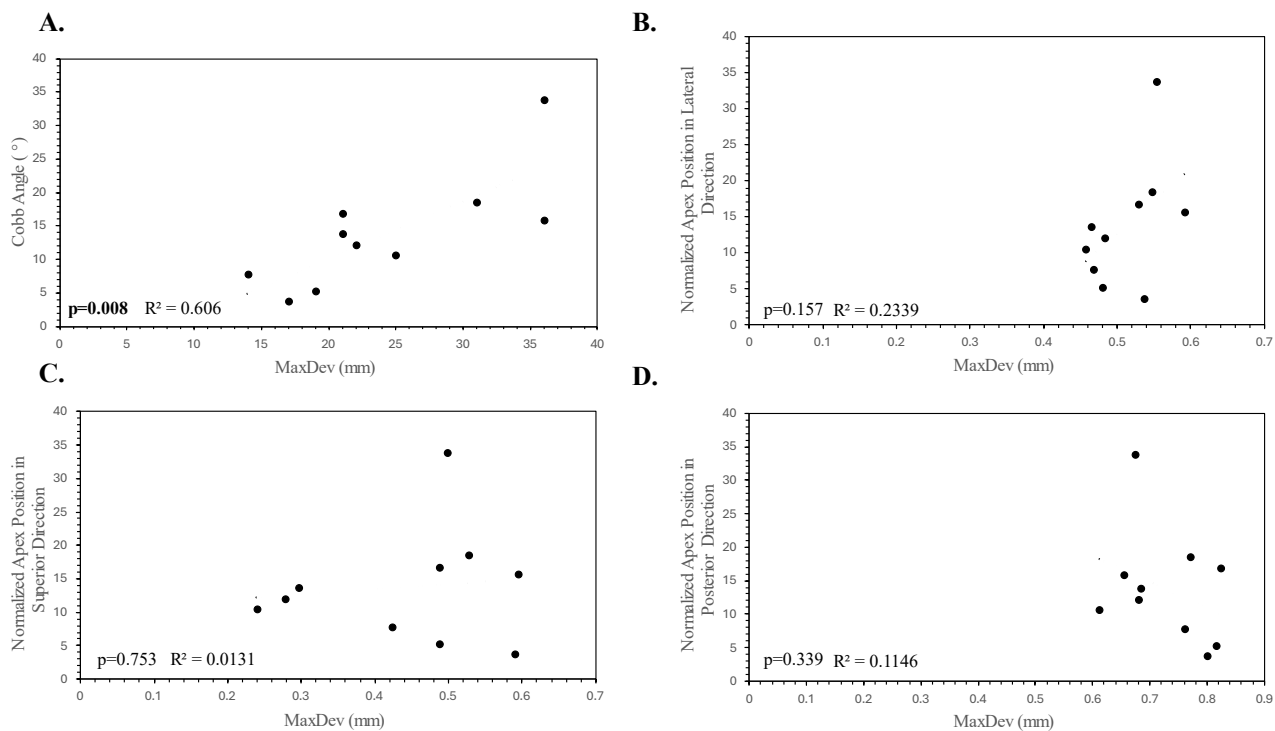 A.
40
35
30
25
20
15
10
5
0
Cobb Angle ( ° )
p=0.008 R² = 0.606
0 5 10 15 20 25 30 35 40
MaxDev (mm)
B.
40
35
30
25
20
15
10
5
0
Normalized Apex Position in Lateral
Direction
p=0.157 R² = 0.2339
0 0.1 0.2 0.3 0.4 0.5 0.6 0.7
MaxDev (mm)
C.
40
35
30
25
20
15
10
5
0
Normalized Apex Position in
Superior Direction
p=0.753 R² = 0.0131
0 0.1 0.2 0.3 0.4 0.5 0.6 0.7
MaxDev (mm)
D.
40
35
30
25
20
15
10
5
0
Normalized Apex Position in
Posterior Direction
p=0.339 R² = 0.1146
0 0.1 0.2 0.3 0.4 0.5 0.6 0.7 0.8 0.9
MaxDev (mm)